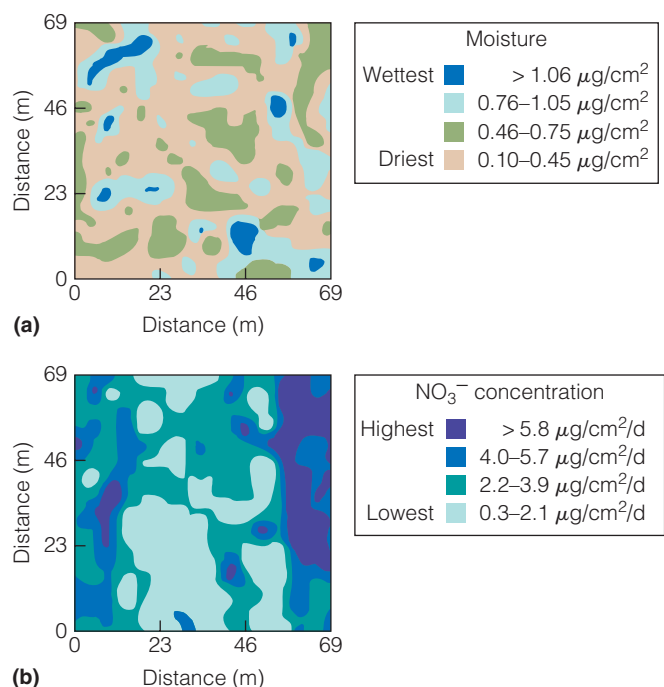 69
46
23
0
Distance (m)
0 23 46 69
Distance (m)
(a)
Moisture
Wettest > 1.06 μg/cm²
0.76–1.05 μg/cm²
0.46–0.75 μg/cm²
Driest 0.10–0.45 μg/cm²
69
46
23
0
Distance (m)
0 23 46 69
Distance (m)
(b)
NO₃⁻ concentration
Highest > 5.8 μg/cm²/d
4.0–5.7 μg/cm²/d
2.2–3.9 μg/cm²/d
Lowest 0.3–2.1 μg/cm²/d